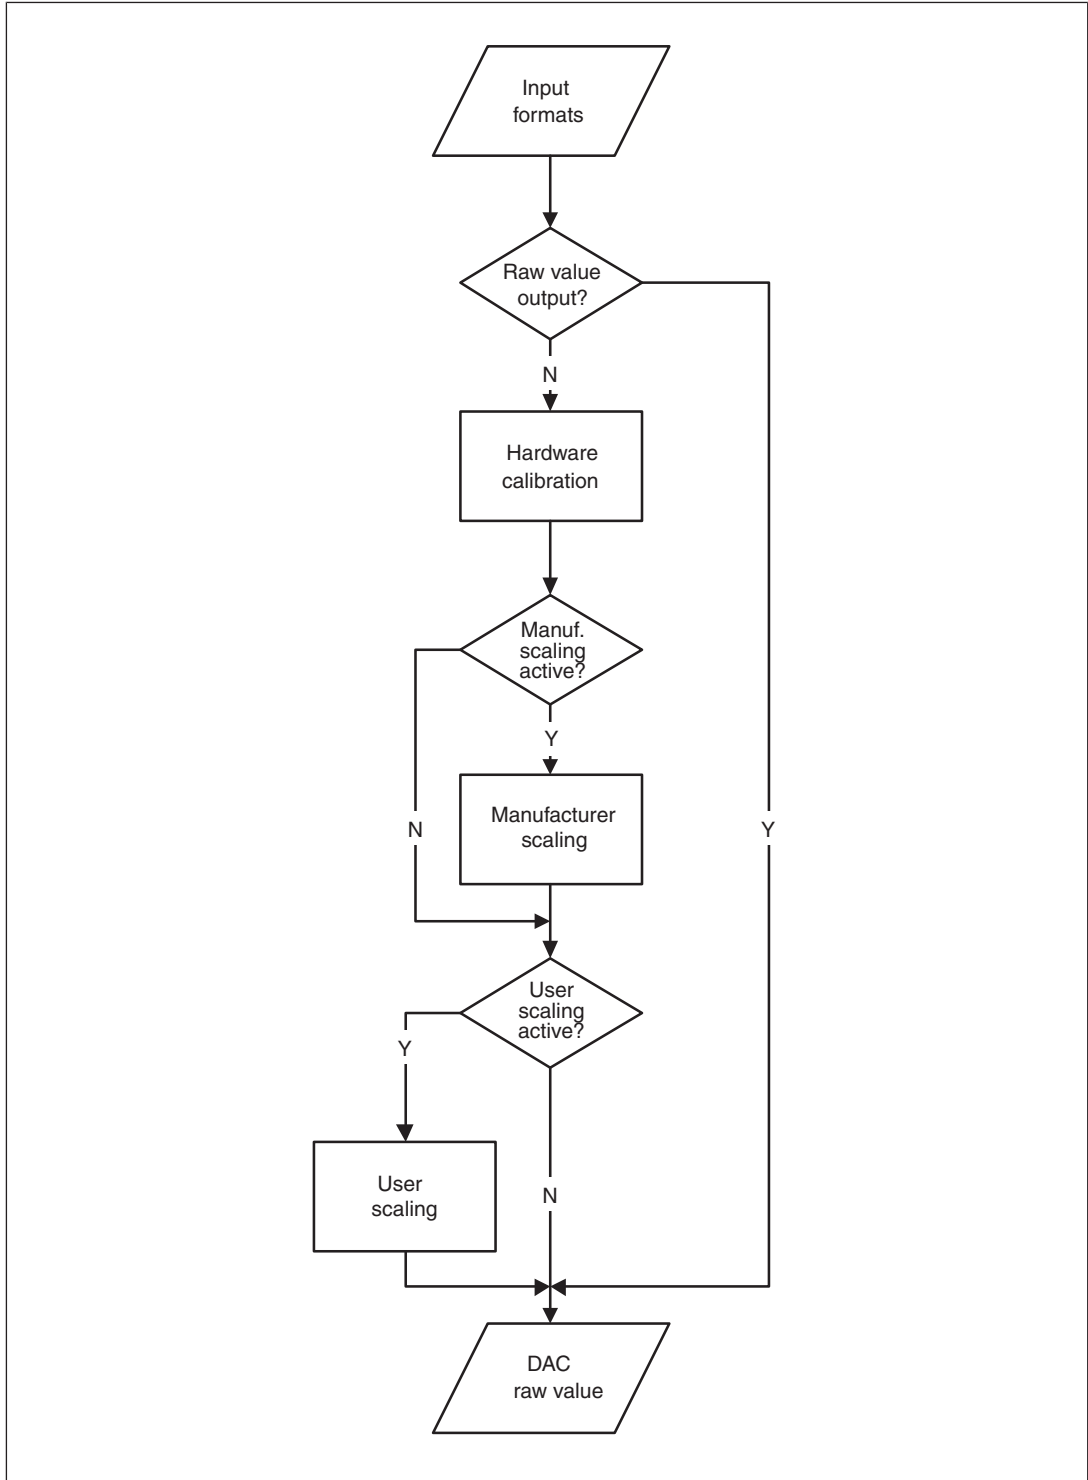 Input
formats
Raw value
output?
N
Hardware
calibration
Manuf.
scaling
active?
Y
Manufacturer
scaling
N
Y
User
scaling
active?
Y
User
scaling
N
DAC
raw value